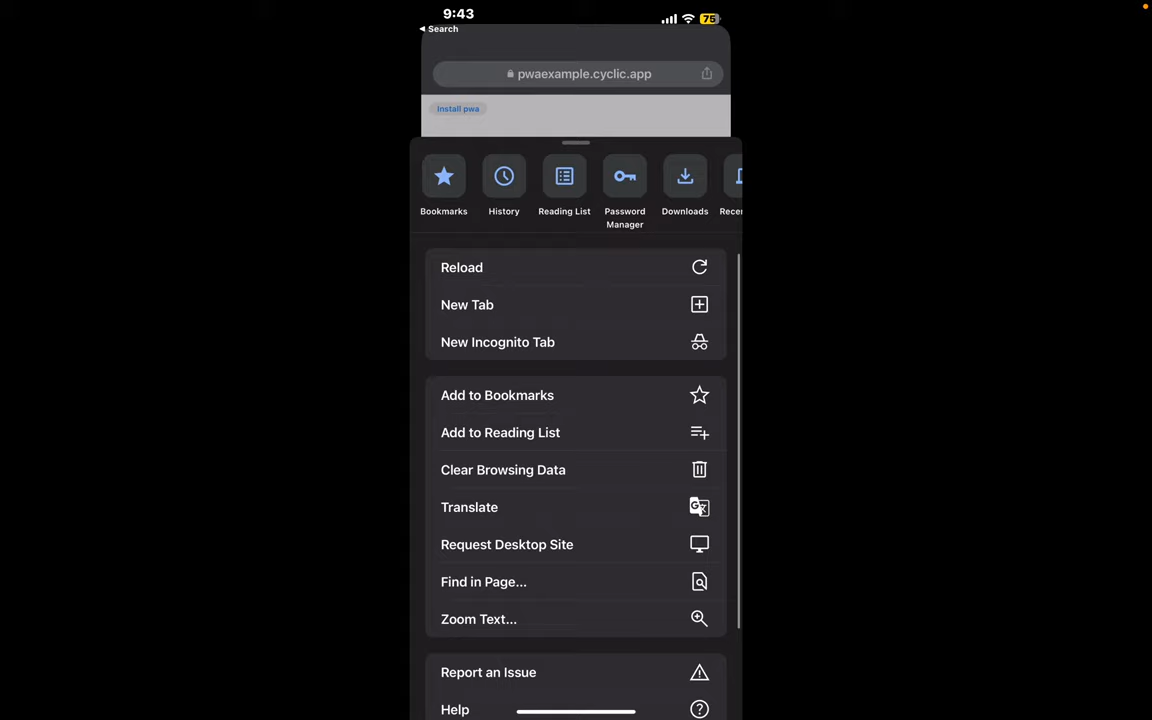 9:43
75
Search
pwaexample.cyclic.app
Install pwa
Bookmarks
History
Reading List
Password
Manager
Downloads
Reload
New Tab
New Incognito Tab
Add to Bookmarks
Add to Reading List
Clear Browsing Data
Translate
Request Desktop Site
Find in Page...
Zoom Text...
Report an Issue
Help